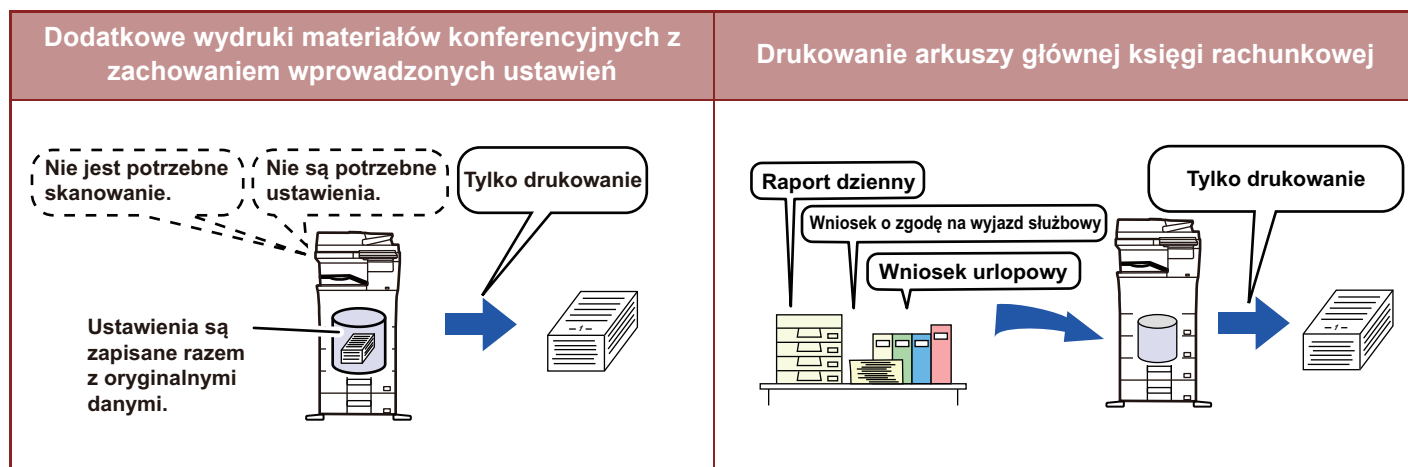 Dodatkowe wydruki materiałów konferencyjnych z
zachowaniem wprowadzonych ustawień
Drukowanie arkuszy głównej księgi rachunkowej
Nie jest potrzebne
skanowanie.
Nie są potrzebne
ustawienia.
Tylko drukowanie
Ustawienia są
zapisane razem
z oryginalnymi
danymi.
-1-
Raport dzienny
Wniosek o zgodę na wyjazd służbowy
Wniosek urlopowy
Tylko drukowanie
-1-